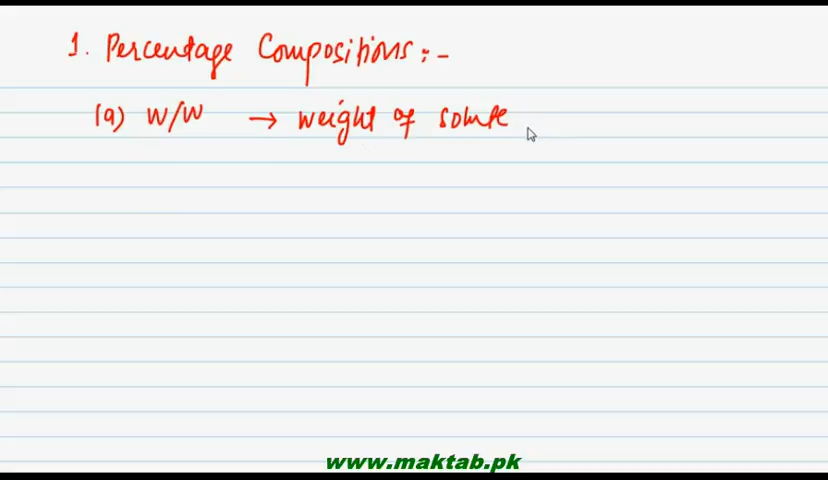 1. Percentage Compositions:-
(a) W/W → weight of solute
www.maktab.pk